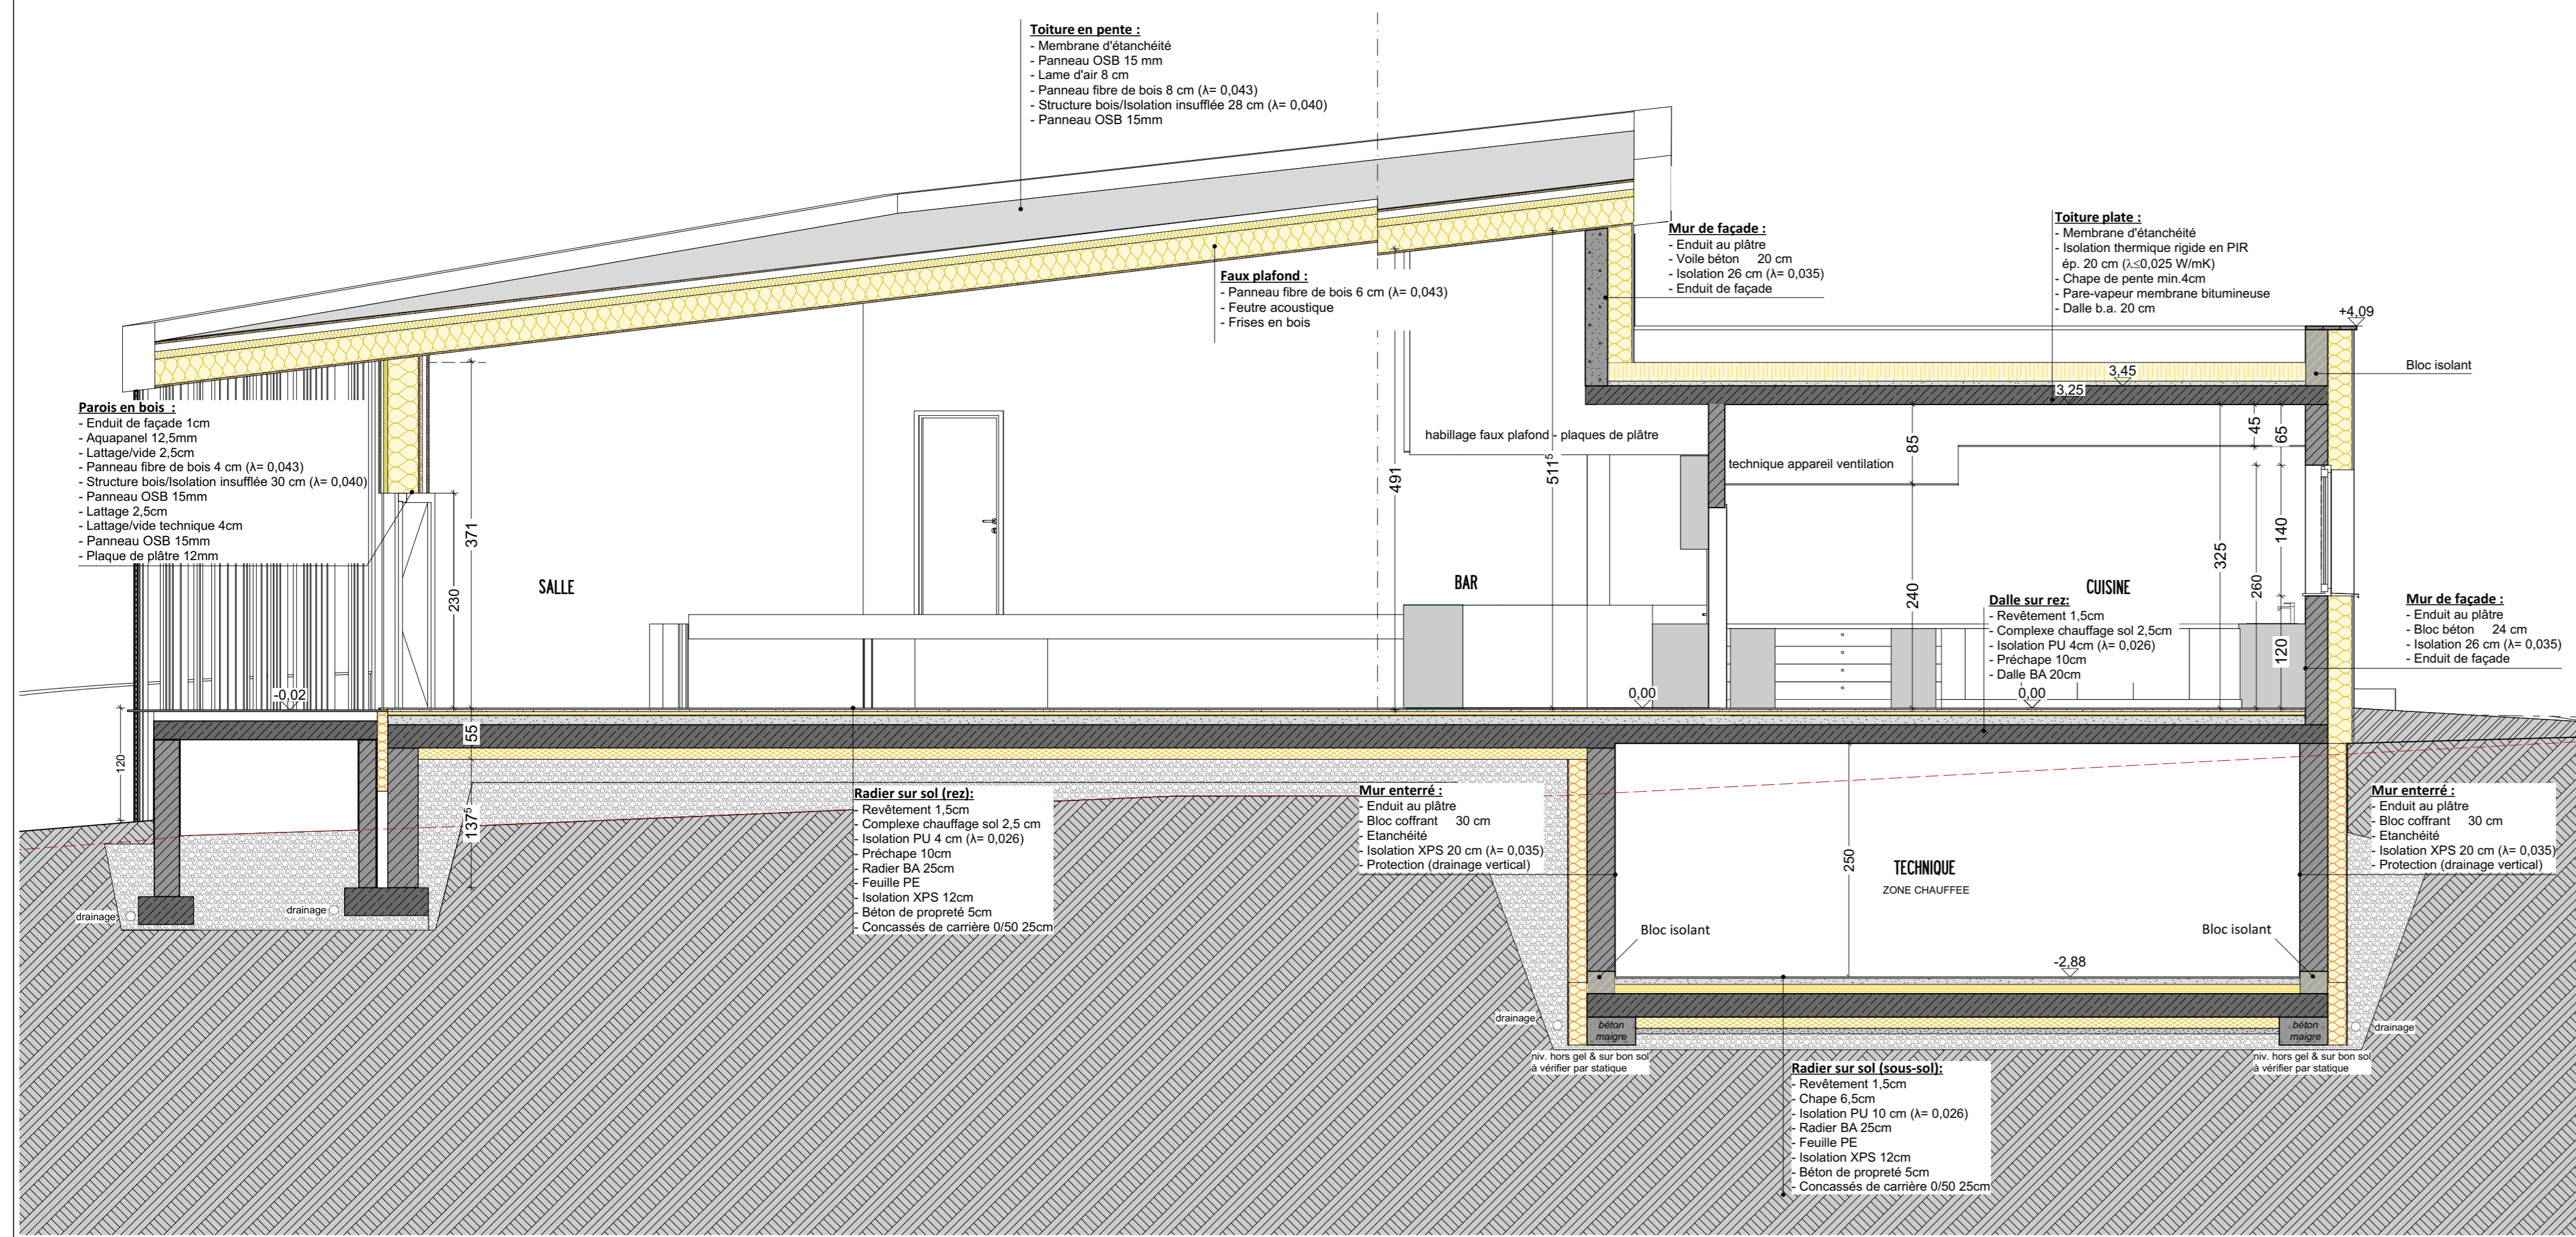 Toiture en pente :
- Membrane d'étanchéité
- Panneau OSB 15 mm
- Lame d'air 8 cm
- Panneau fibre de bois 8 cm (λ= 0,043)
- Structure bois/Isolation insufflée 28 cm (λ= 0,040)
- Panneau OSB 15mm
Mur de façade :
- Enduit au plâtre
- Voile béton 20 cm
- Isolation 26 cm (λ= 0,035)
- Enduit de façade
Toiture plate :
- Membrane d'étanchéité
- Isolation thermique rigide en PIR
ép. 20 cm (λ≤0,025 W/mK)
- Chape de pente min.4cm
- Pare-vapeur membrane bitumineuse
- Dalle b.a. 20 cm
Faux plafond :
- Panneau fibre de bois 6 cm (λ= 0,043)
- Feutre acoustique
- Frises en bois
+4,09
Bloc isolant
3,45
3,25
Parois en bois :
- Enduit de façade 1cm
- Aquapanel 12,5mm
- Lattage/vide 2,5cm
- Panneau fibre de bois 4 cm (λ= 0,043)
- Structure bois/Isolation insufflée 30 cm (λ= 0,040)
- Panneau OSB 15mm
- Lattage 2,5cm
- Lattage/vide technique 4cm
- Panneau OSB 15mm
- Plaque de plâtre 12mm
habillage faux plafond - plaques de plâtre
technique appareil ventilation
371
230
491
511⁵
85
240
325
45
65
260
140
120
SALLE
BAR
CUISINE
Dalle sur rez:
- Revêtement 1,5cm
- Complexe chauffage sol 2,5cm
- Isolation PU 4cm (λ= 0,026)
- Préchape 10cm
- Dalle BA 20cm
Mur de façade :
- Enduit au plâtre
- Bloc béton 24 cm
- Isolation 26 cm (λ= 0,035)
- Enduit de façade
-0,02
0,00
0,00
120
55
137⁵
Radier sur sol (rez):
- Revêtement 1,5cm
- Complexe chauffage sol 2,5 cm
- Isolation PU 4 cm (λ= 0,026)
- Préchape 10cm
- Radier BA 25cm
- Feuille PE
- Isolation XPS 12cm
- Béton de propreté 5cm
- Concassés de carrière 0/50 25cm
Mur enterré :
- Enduit au plâtre
- Bloc coffrant 30 cm
- Etanchéité
- Isolation XPS 20 cm (λ= 0,035)
- Protection (drainage vertical)
250
TECHNIQUE
ZONE CHAUFFEE
Mur enterré :
- Enduit au plâtre
- Bloc coffrant 30 cm
- Etanchéité
- Isolation XPS 20 cm (λ= 0,035)
- Protection (drainage vertical)
drainage
drainage
Bloc isolant
Bloc isolant
-2,88
drainage
béton
maigre
béton
maigre
drainage
niv. hors gel & sur bon sol
à vérifier par statique
niv. hors gel & sur bon sol
à vérifier par statique
Radier sur sol (sous-sol):
- Revêtement 1,5cm
- Chape 6,5cm
- Isolation PU 10 cm (λ= 0,026)
- Radier BA 25cm
- Feuille PE
- Isolation XPS 12cm
- Béton de propreté 5cm
- Concassés de carrière 0/50 25cm